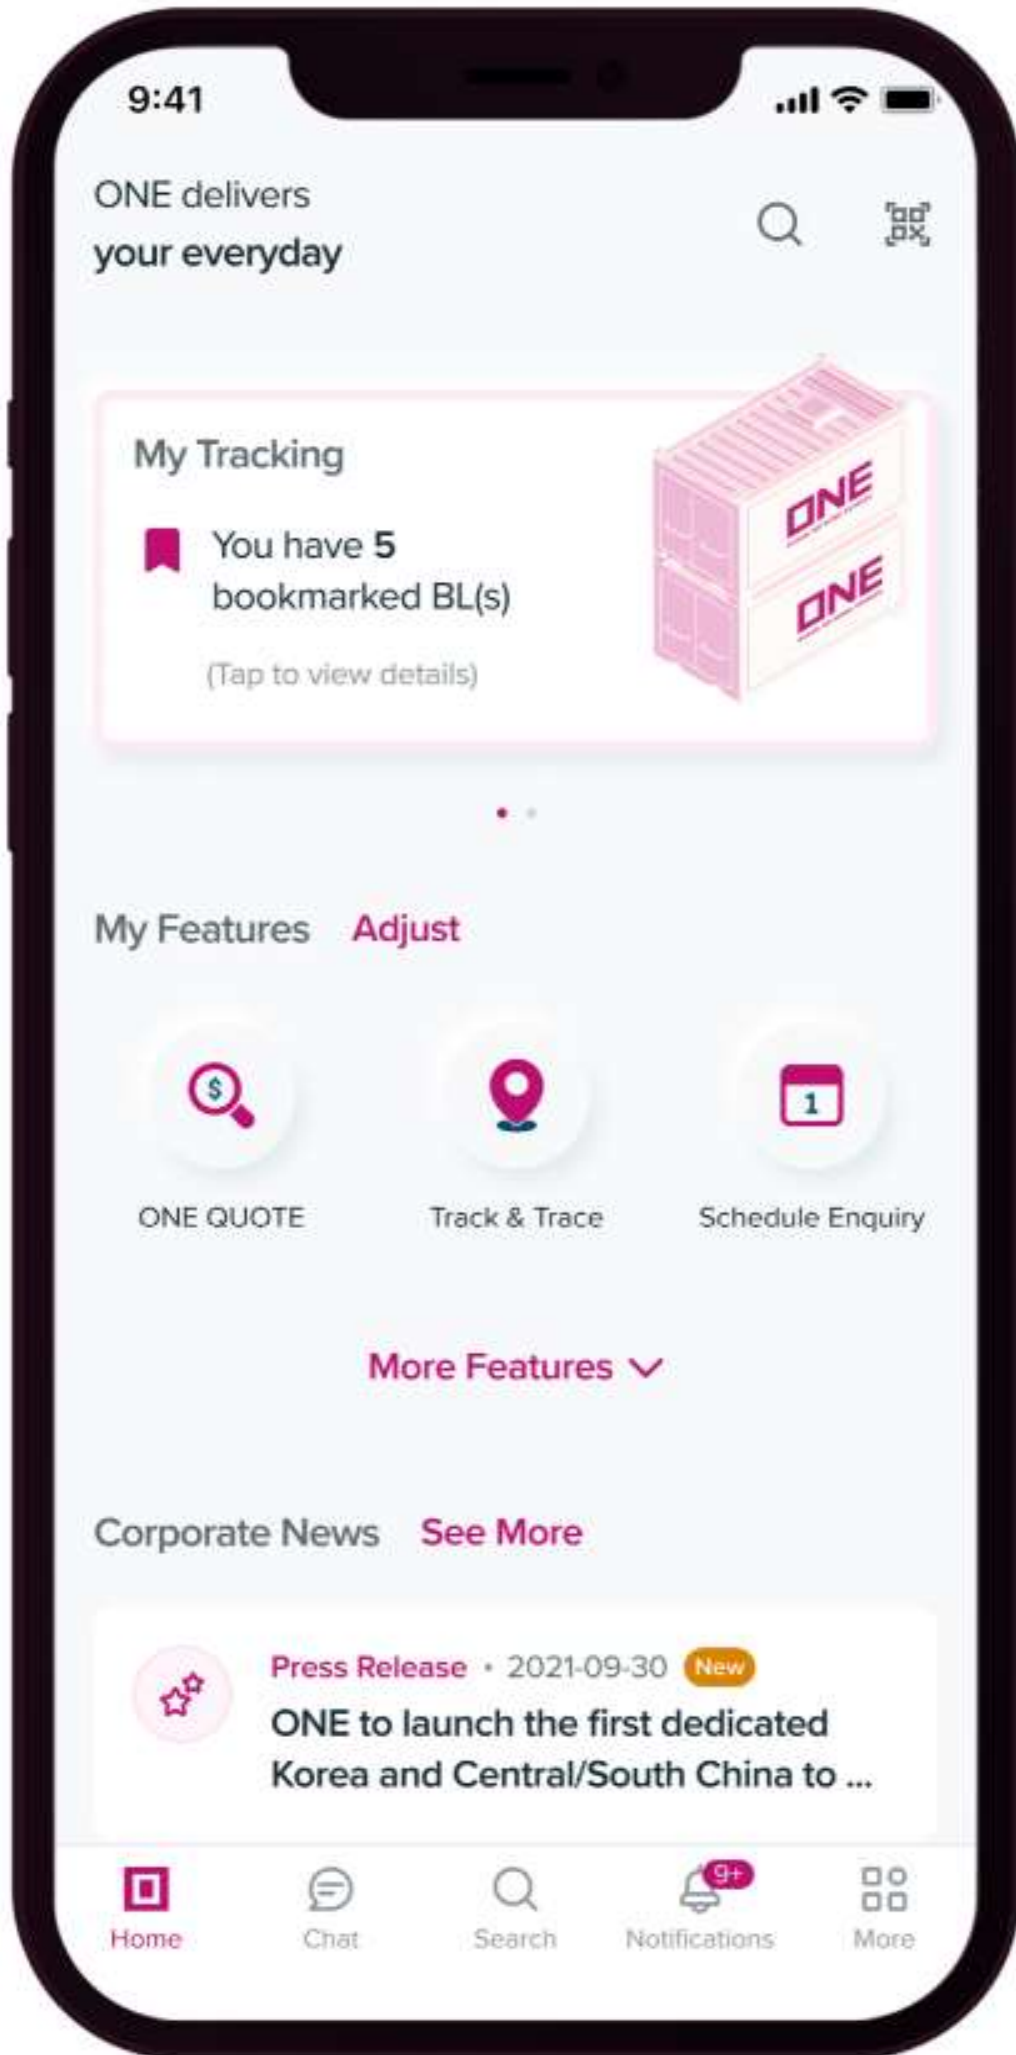 9:41
ONE delivers
your everyday
My Tracking
You have 5
bookmarked BL(s)
(Tap to view details)
ONE
ONE
My Features Adjust
$
1
ONE QUOTE Track & Trace Schedule Enquiry
More Features
Corporate News See More
Press Release • 2021-09-30 New
ONE to launch the first dedicated
Korea and Central/South China to ...
9+
Home Chat Search Notifications More